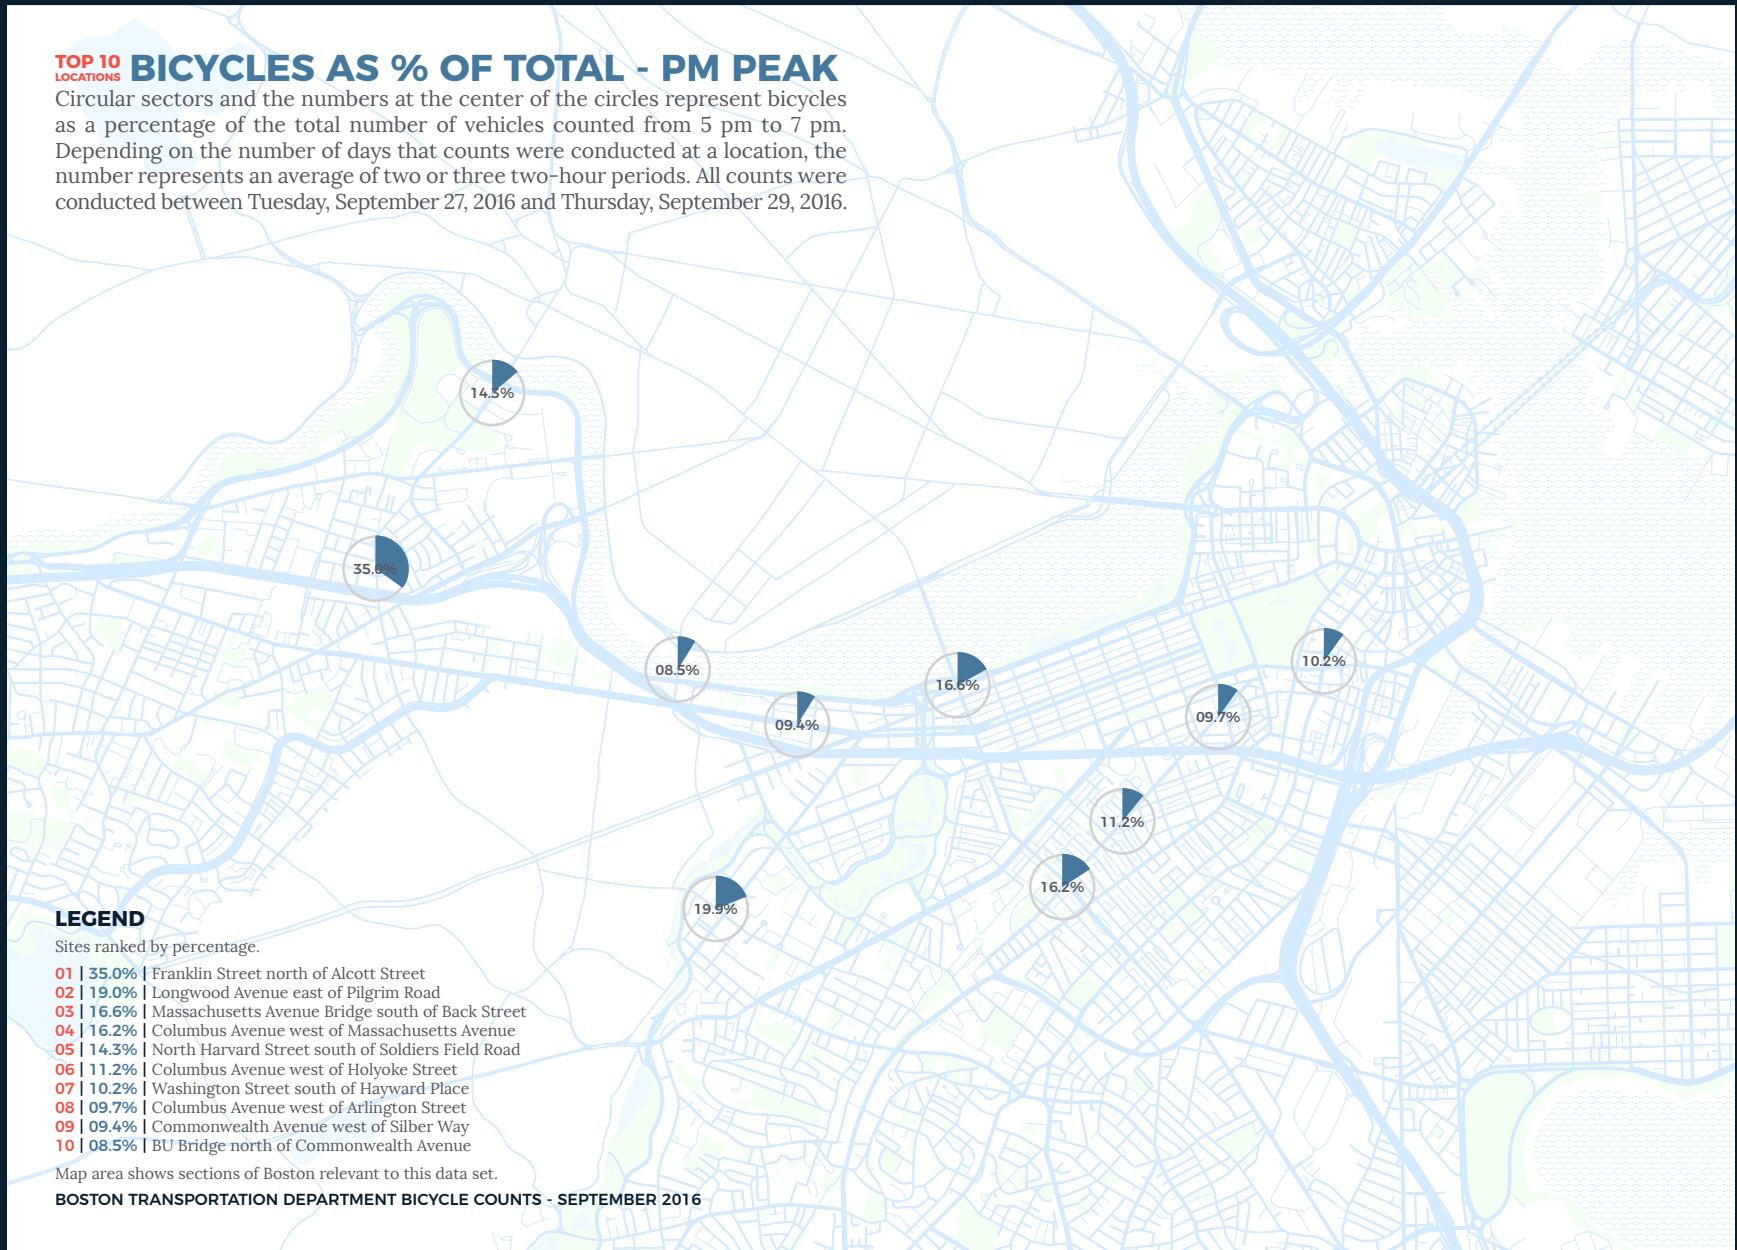 TOP 10
LOCATIONS
BICYCLES AS % OF TOTAL - PM PEAK
Circular sectors and the numbers at the center of the circles represent bicycles
as a percentage of the total number of vehicles counted from 5 pm to 7 pm.
Depending on the number of days that counts were conducted at a location, the
number represents an average of two or three two-hour periods. All counts were
conducted between Tuesday, September 27, 2016 and Thursday, September 29, 2016.
14.3%
35.0%
08.5%
09.4%
16.6%
10.2%
09.7%
11.2%
16.2%
19.9%
LEGEND
Sites ranked by percentage.
01 | 35.0% | Franklin Street north of Alcott Street
02 | 19.0% | Longwood Avenue east of Pilgrim Road
03 | 16.6% | Massachusetts Avenue Bridge south of Back Street
04 | 16.2% | Columbus Avenue west of Massachusetts Avenue
05 | 14.3% | North Harvard Street south of Soldiers Field Road
06 | 11.2% | Columbus Avenue west of Holyoke Street
07 | 10.2% | Washington Street south of Hayward Place
08 | 09.7% | Columbus Avenue west of Arlington Street
09 | 09.4% | Commonwealth Avenue west of Silber Way
10 | 08.5% | BU Bridge north of Commonwealth Avenue
Map area shows sections of Boston relevant to this data set.
BOSTON TRANSPORTATION DEPARTMENT BICYCLE COUNTS - SEPTEMBER 2016